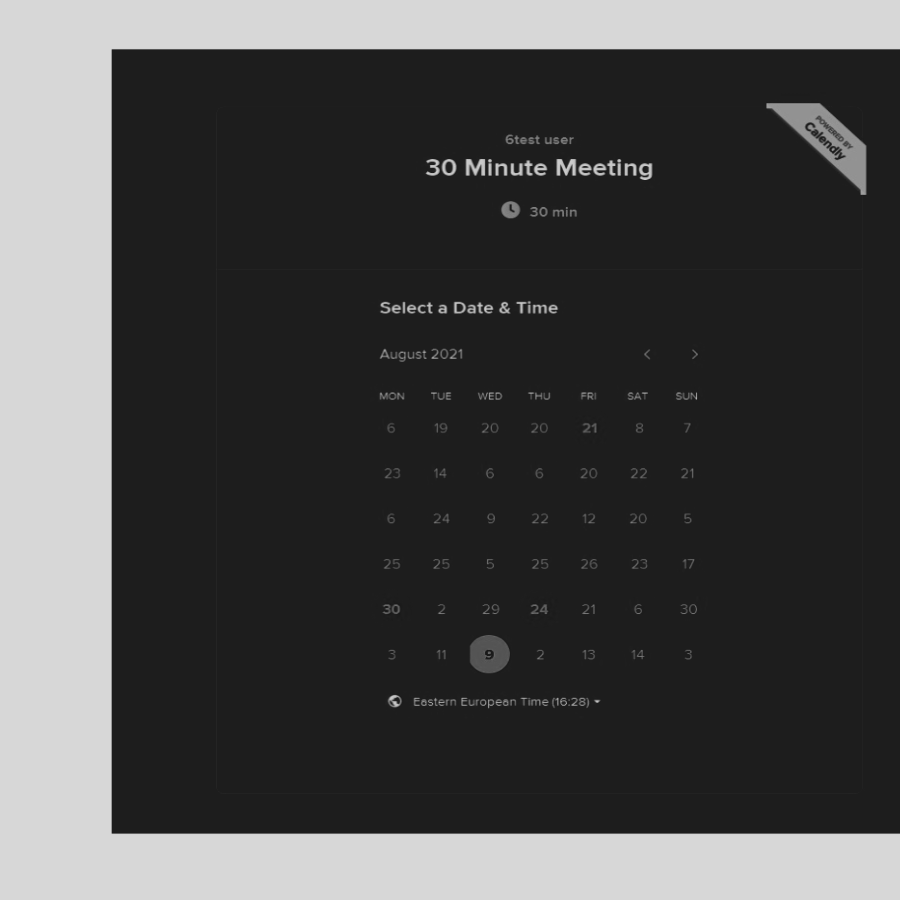 6test user
30 Minute Meeting
30 min
POWERED BY
Calendly
Select a Date & Time
August 2021
MON TUE WED THU FRI SAT SUN
6 19 20 20 21 8 7
23 14 6 6 20 22 21
6 24 9 22 12 20 5
25 25 5 25 26 23 17
30 2 29 24 21 6 30
3 11 9 2 13 14 3
Eastern European Time (16:28)